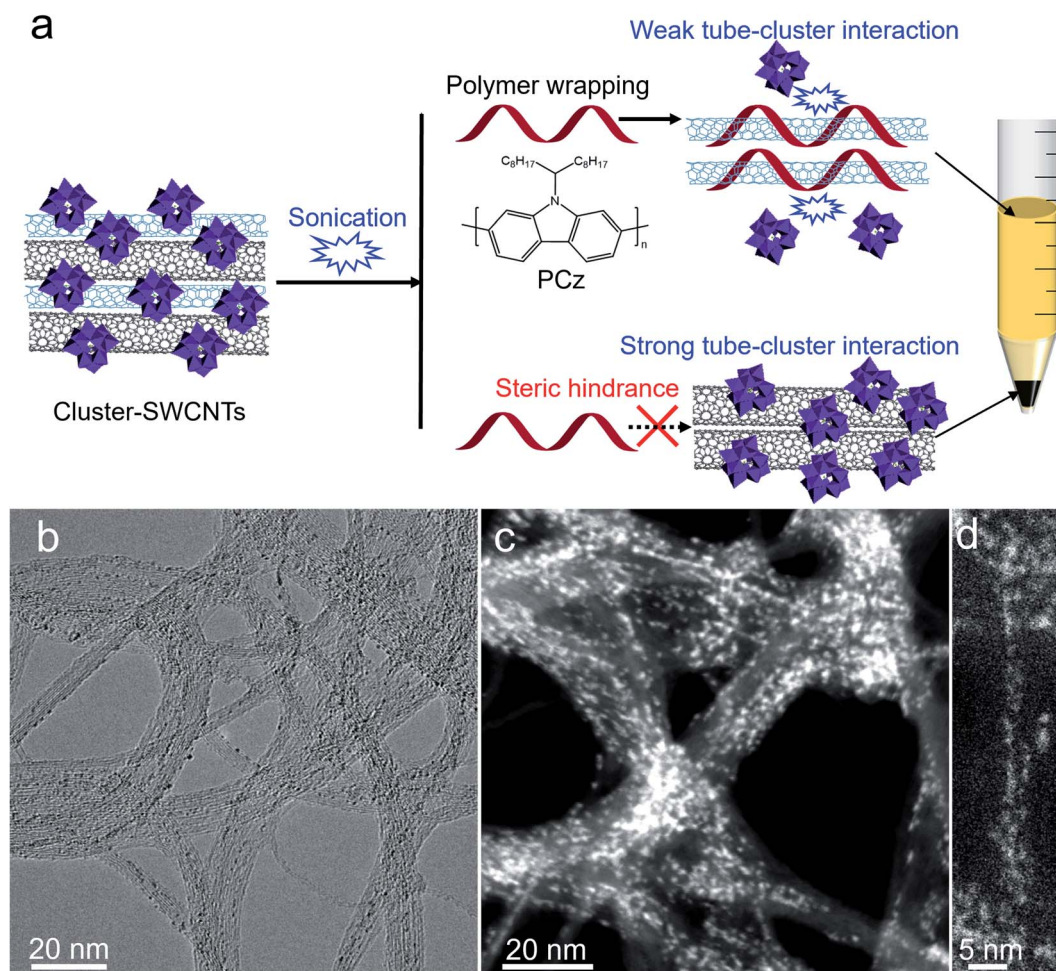 a
Weak tube-cluster interaction
Polymer wrapping
Sonication
C8H17
C8H17
N
n
PCz
Cluster-SWCNTs
Strong tube-cluster interaction
Steric hindrance
b
c
d
20 nm
20 nm
5 nm